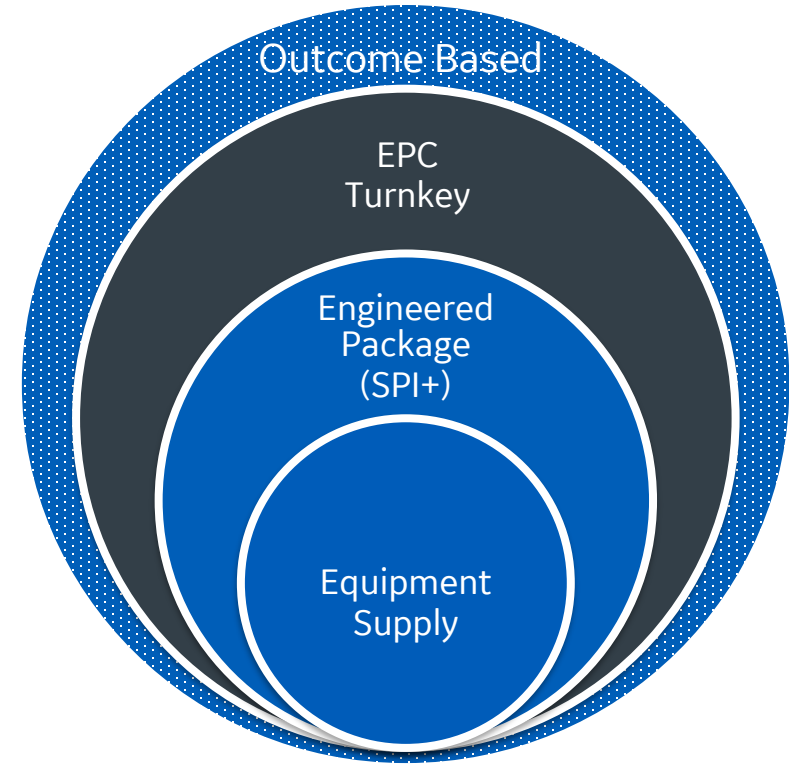 Outcome Based
EPC
Turnkey
Engineered
Package
(SPI+)
Equipment
Supply